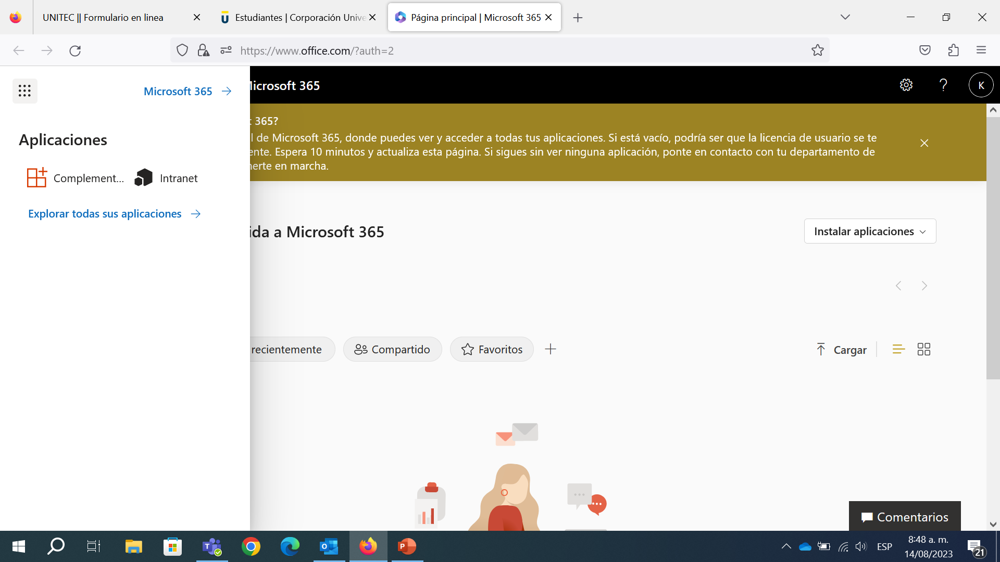 UNITEC || Formulario en linea
Estudiantes | Corporación Unive
Página principal | Microsoft 365
https://www.office.com/?auth=2
Microsoft 365
Microsoft 365
K
t 365?
l de Microsoft 365, donde puedes ver y acceder a todas tus aplicaciones. Si está vacío, podría ser que la licencia de usuario se te
ente. Espera 10 minutos y actualiza esta página. Si sigues sin ver ninguna aplicación, ponte en contacto con tu departamento de
nerte en marcha.
Aplicaciones
Complement...
Intranet
Explorar todas sus aplicaciones
ida a Microsoft 365
Instalar aplicaciones
recientemente
Compartido
Favoritos
Cargar
Comentarios
ESP
8:48 a. m.
14/08/2023
21